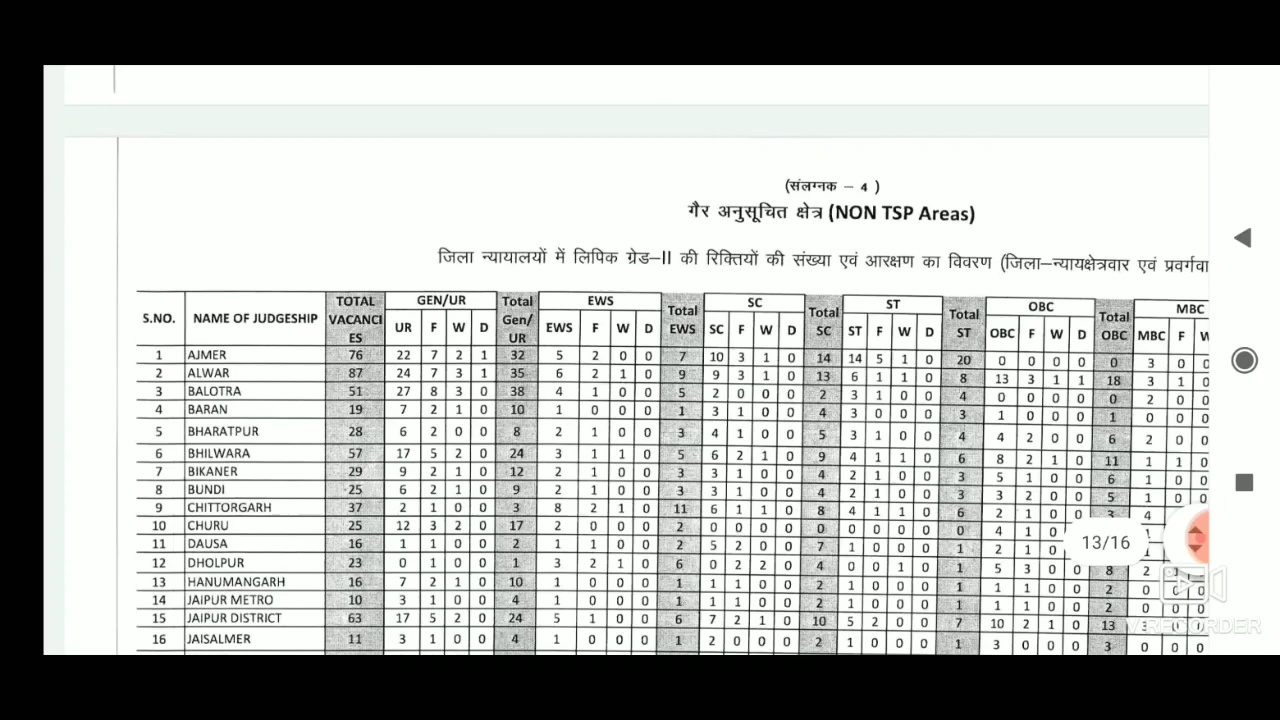 (संलग्नक – 4 )
गैर अनुसूचित क्षेत्र (NON TSP Areas)
जिला न्यायालयों में लिपिक ग्रेड–II की रिक्तियों की संख्या एवं आरक्षण का विवरण (जिला–न्यायक्षेत्रवार एवं प्रवर्गवा
S.NO. NAME OF JUDGESHIP TOTAL VACANCI ES GEN/UR Total Gen/ UR EWS Total EWS SC Total SC ST Total ST OBC Total OBC MBC
UR F W D EWS F W D SC F W D ST F W D OBC F W D MBC F W
1 AJMER 76 22 7 2 1 32 5 2 0 0 7 10 3 1 0 14 14 5 1 0 20 0 0 0 0 0 3 0 0
2 ALWAR 87 24 7 3 1 35 6 2 1 0 9 9 3 1 0 13 6 1 1 0 8 13 3 1 1 18 3 1 0
3 BALOTRA 51 27 8 3 0 38 4 1 0 0 5 2 0 0 0 2 3 1 0 0 4 0 0 0 0 0 2 0 0
4 BARAN 19 7 2 1 0 10 1 0 0 0 1 3 1 0 0 4 3 0 0 0 3 1 0 0 0 1 0 0 0
5 BHARATPUR 28 6 2 0 0 8 2 1 0 0 3 4 1 0 0 5 3 1 0 0 4 4 2 0 0 6 2 0 0
6 BHILWARA 57 17 5 2 0 24 3 1 1 0 5 6 2 1 0 9 4 1 1 0 6 8 2 1 0 11 1 1 0
7 BIKANER 29 9 2 1 0 12 2 1 0 0 3 3 1 0 0 4 2 1 0 0 3 5 1 0 0 6 1 0 0
8 BUNDI 25 6 2 1 0 9 2 1 0 0 3 3 1 0 0 4 2 1 0 0 3 3 2 0 0 5 1 0 0
9 CHITTORGARH 37 2 1 0 0 3 8 2 1 0 11 6 1 1 0 8 4 1 1 0 6 2 1 0 0 3 4
10 CHURU 25 12 3 2 0 17 2 0 0 0 2 0 0 0 0 0 0 0 0 0 0 4 1 0
11 DAUSA 16 1 1 0 0 2 1 1 0 0 2 5 2 0 0 7 1 0 0 0 1 2 1 0
12 DHOLPUR 23 0 1 0 0 1 3 2 1 0 6 0 2 2 0 4 0 0 1 0 1 5 3 0 0 8 2
13 HANUMANGARH 16 7 2 1 0 10 1 0 0 0 1 1 1 0 0 2 1 0 0 0 1 1 1 0 0 2 0
14 JAIPUR METRO 10 3 1 0 0 4 1 0 0 0 1 1 1 0 0 2 1 0 0 0 1 1 1 0 0 2 0 0 0
15 JAIPUR DISTRICT 63 17 5 2 0 24 5 1 0 0 6 7 2 1 0 10 5 2 0 0 7 10 2 1 0 13 3
16 JAISALMER 11 3 1 0 0 4 1 0 0 0 1 2 0 0 0 2 1 0 0 0 1 3 0 0 0 3 0 0 0
13/16
RECORDER